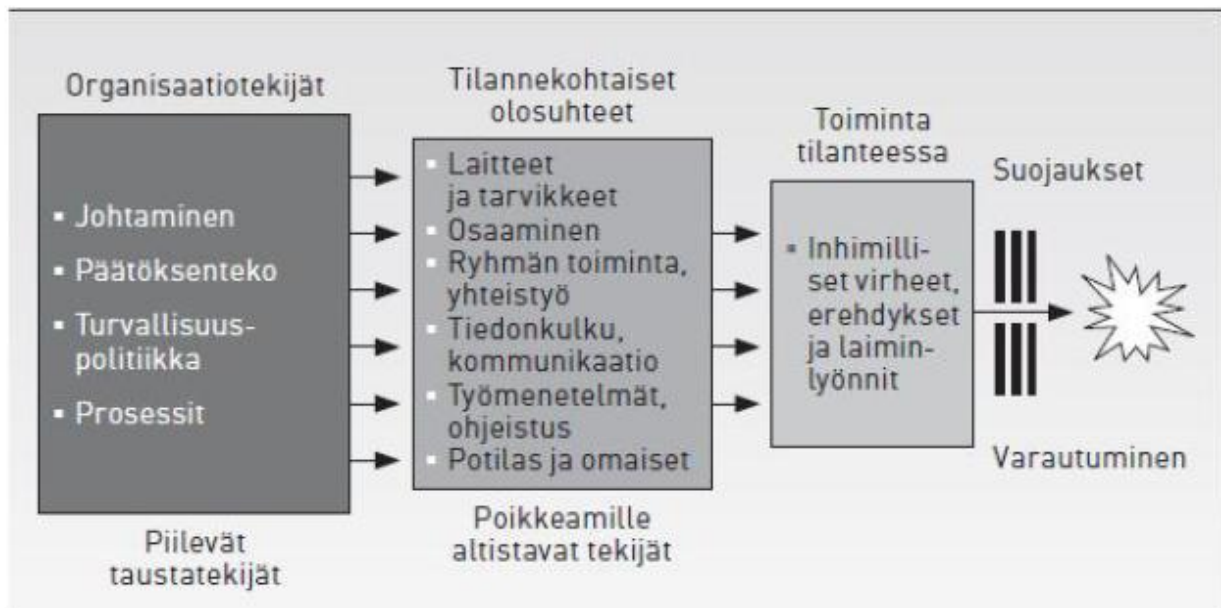 Organisaatiotekijät
▪ Johtaminen
▪ Päätöksenteko
▪ Turvallisuus-
politiikka
▪ Prosessit
Piilevät
taustatekijät
Tilannekohtaiset
olosuhteet
▪ Laitteet
ja tarvikkeet
▪ Osaaminen
▪ Ryhmän toiminta,
yhteistyö
▪ Tiedonkulku,
kommunikaatio
▪ Työmenetelmät,
ohjeistus
▪ Potilas ja omaiset
Poikkeamille
altistavat tekijät
Toiminta
tilanteessa
▪ Inhimilli-
set virheet,
erehdykset
ja laimin-
lyönnit
Suojaukset
Varautuminen